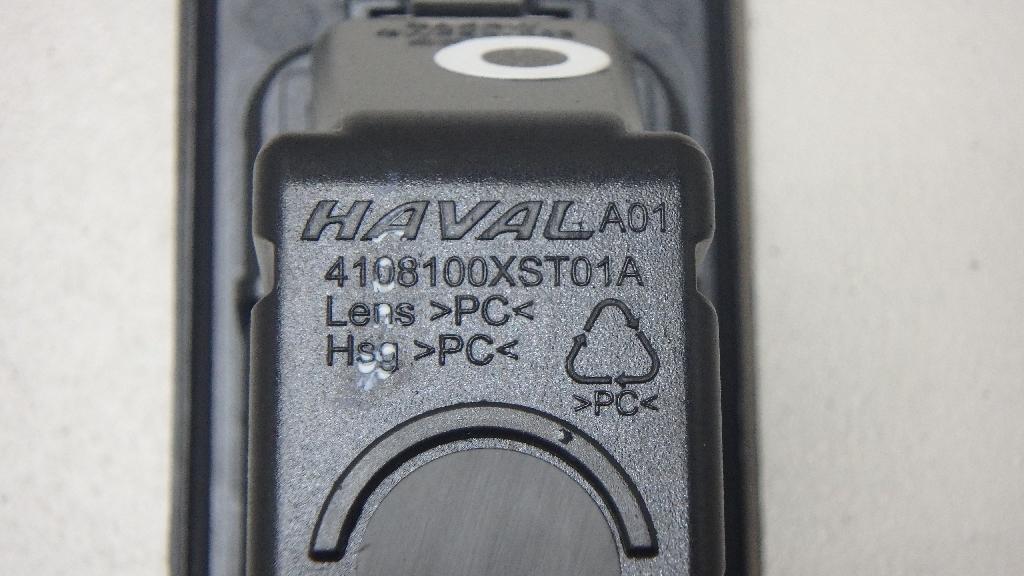 HAVAL A01
4108100XST01A
Lens >PC<
Hsg >PC<
>PC<